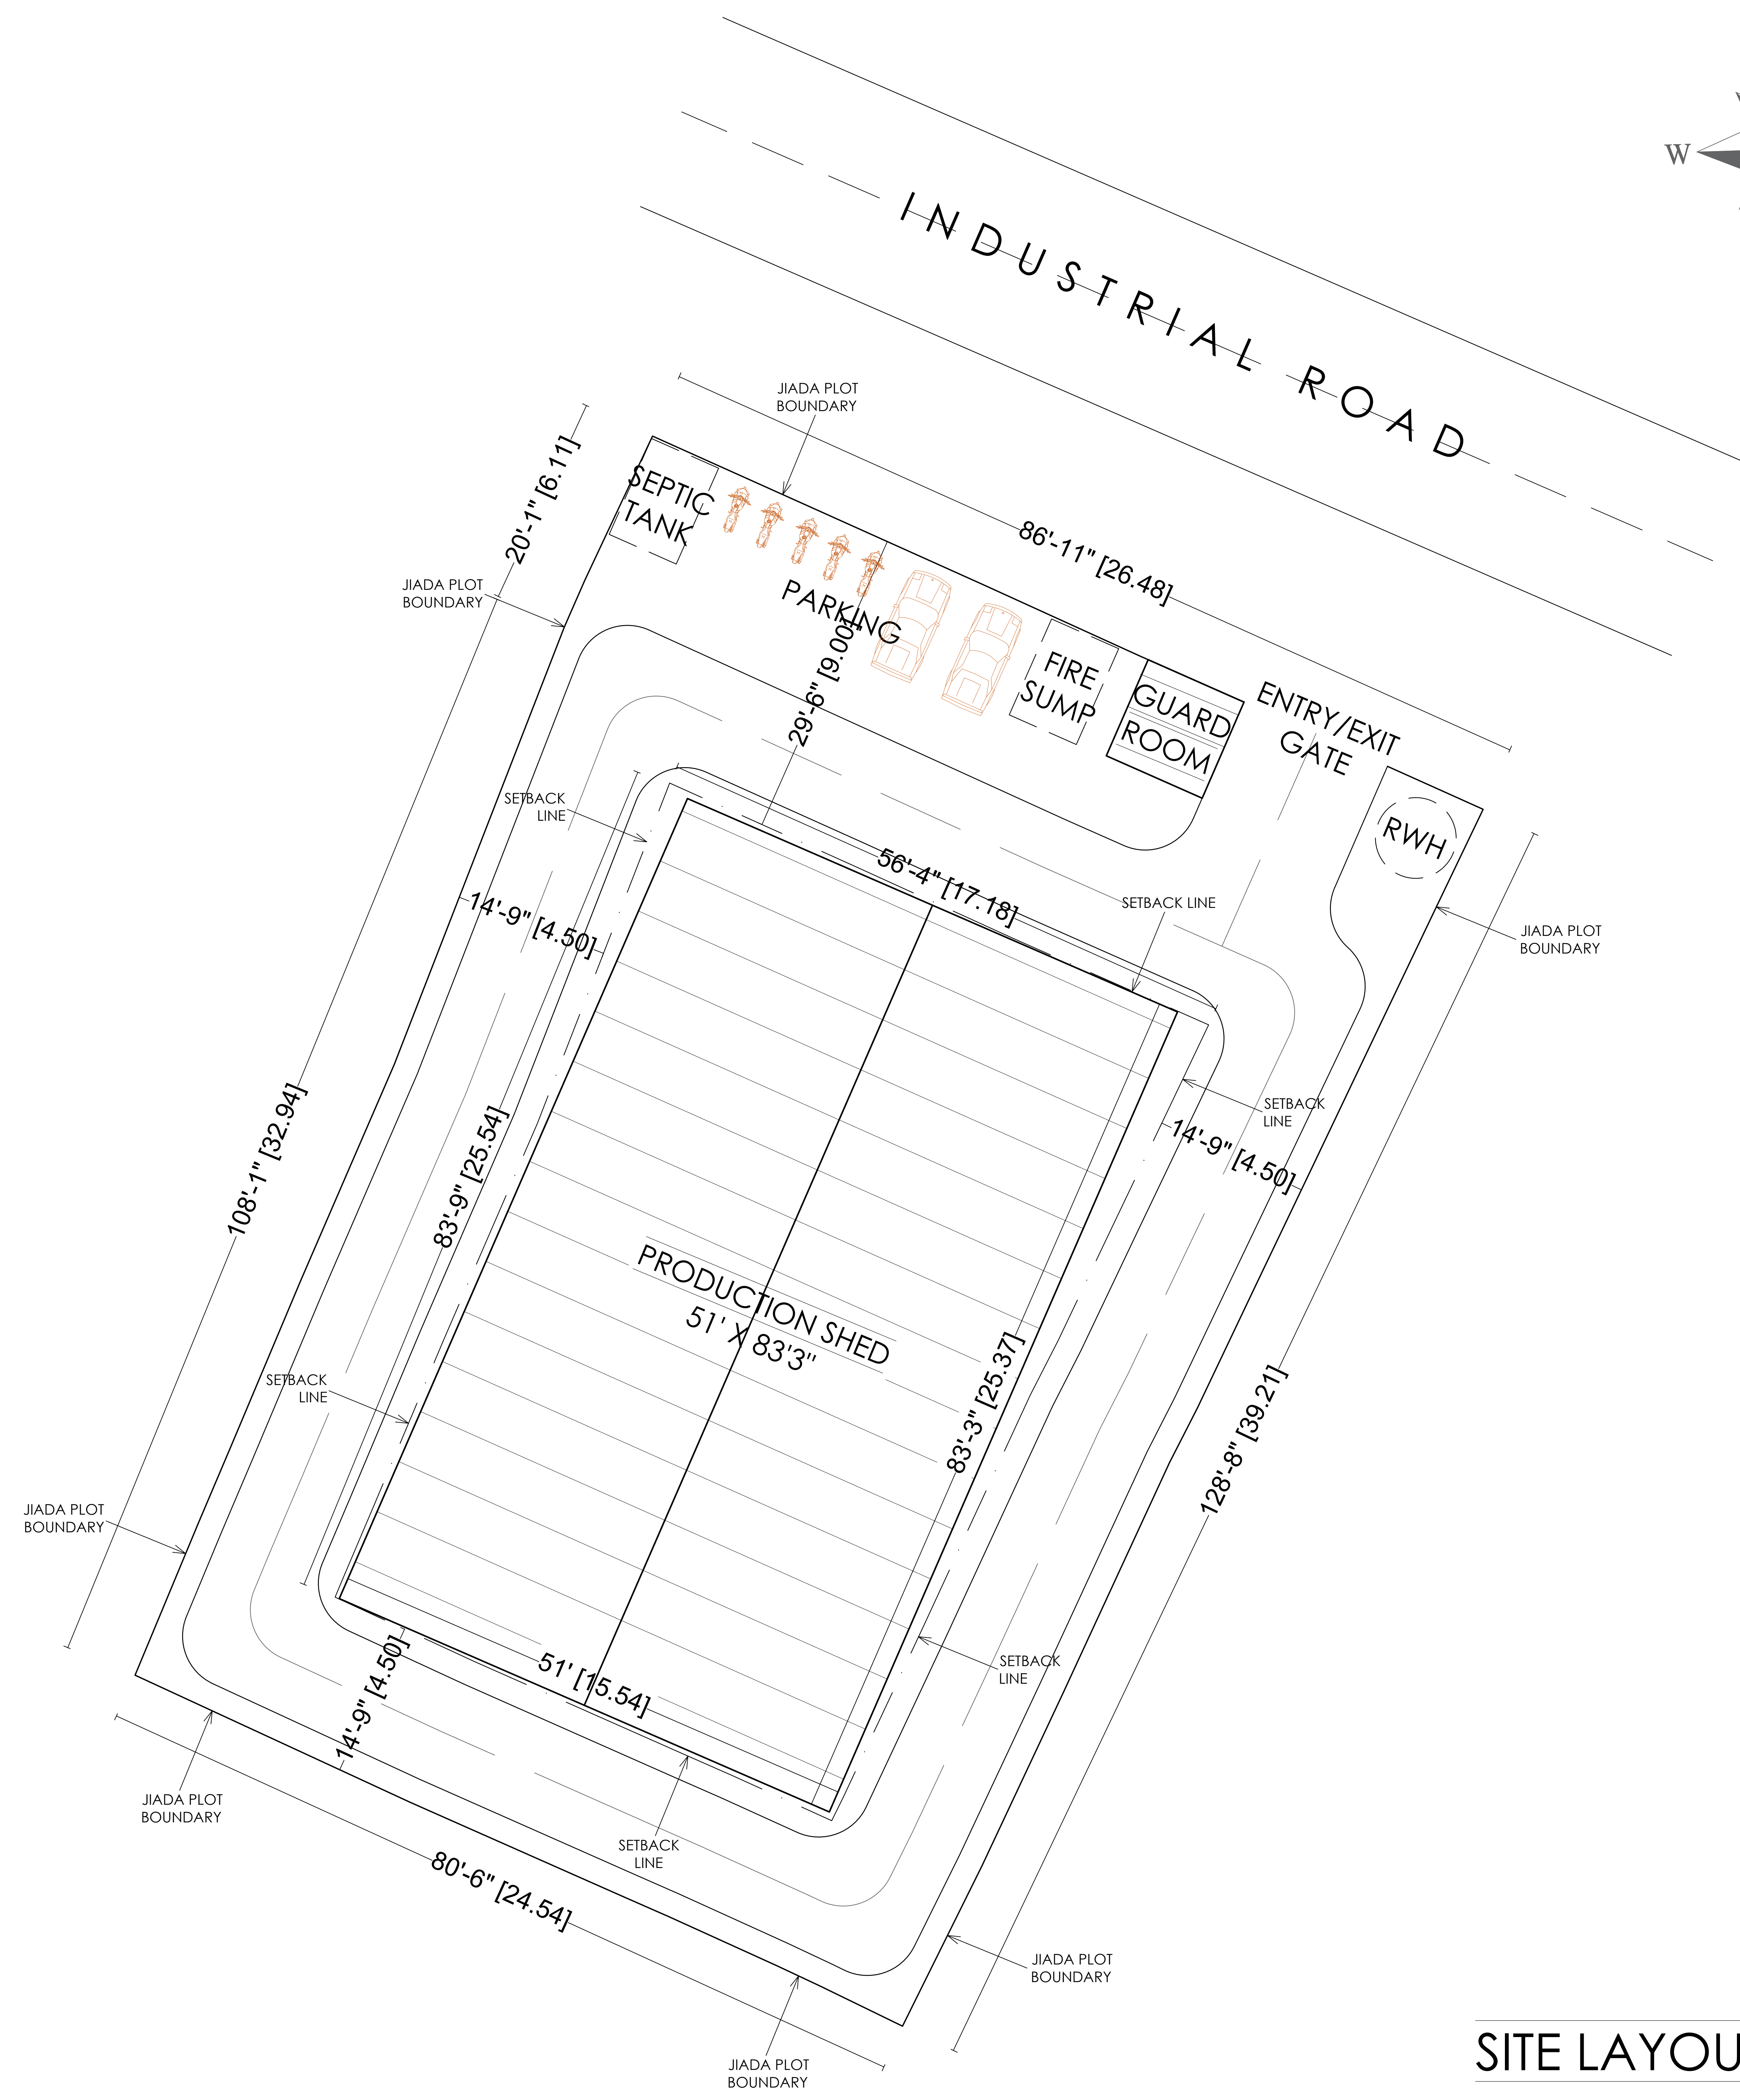 W
INDUSTRIAL ROAD
JIADA PLOT
BOUNDARY
20'-1" [6.11]
86'-11" [26.48]
SEPTIC
TANK
JIADA PLOT
BOUNDARY
PARKING
29'-6" [9.00]
FIRE
SUMP
GUARD
ROOM
ENTRY/EXIT
GATE
RWH
SETBACK
LINE
56'-4" [17.18]
SETBACK LINE
14'-9" [4.50]
JIADA PLOT
BOUNDARY
SETBACK
LINE
14'-9" [4.50]
108'-1" [32.94]
83'-9" [25.54]
PRODUCTION SHED
51' X 83'3"
83'-3" [25.37]
128'-8" [39.21]
SETBACK
LINE
JIADA PLOT
BOUNDARY
51' [15.54]
SETBACK
LINE
14'-9" [4.50]
JIADA PLOT
BOUNDARY
SETBACK
LINE
80'-6" [24.54]
JIADA PLOT
BOUNDARY
JIADA PLOT
BOUNDARY
SITE LAYOU